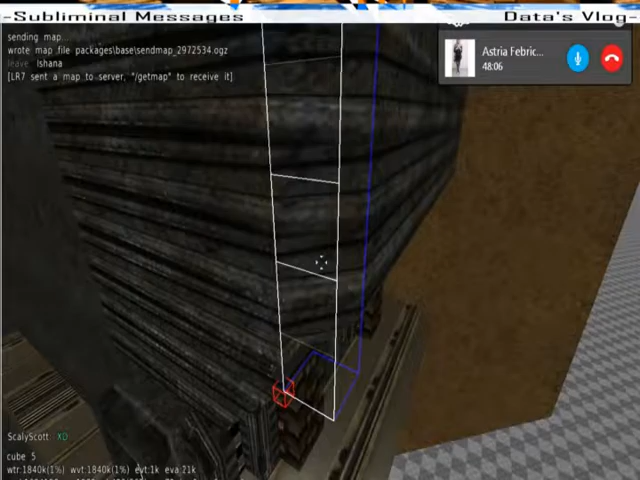 -Subliminal Messages
Data's Vlog-
sending map...
wrote map file packages\base\sendmap_2972534.ogz
leave: Ishana
[LR7 sent a map to server, "/getmap" to receive it]
Astria Febric...
48:06
ScalyScott: XD
cube 5
wtr:1840k(1%) wvt:1840k(1%) evt:1k eva:21k